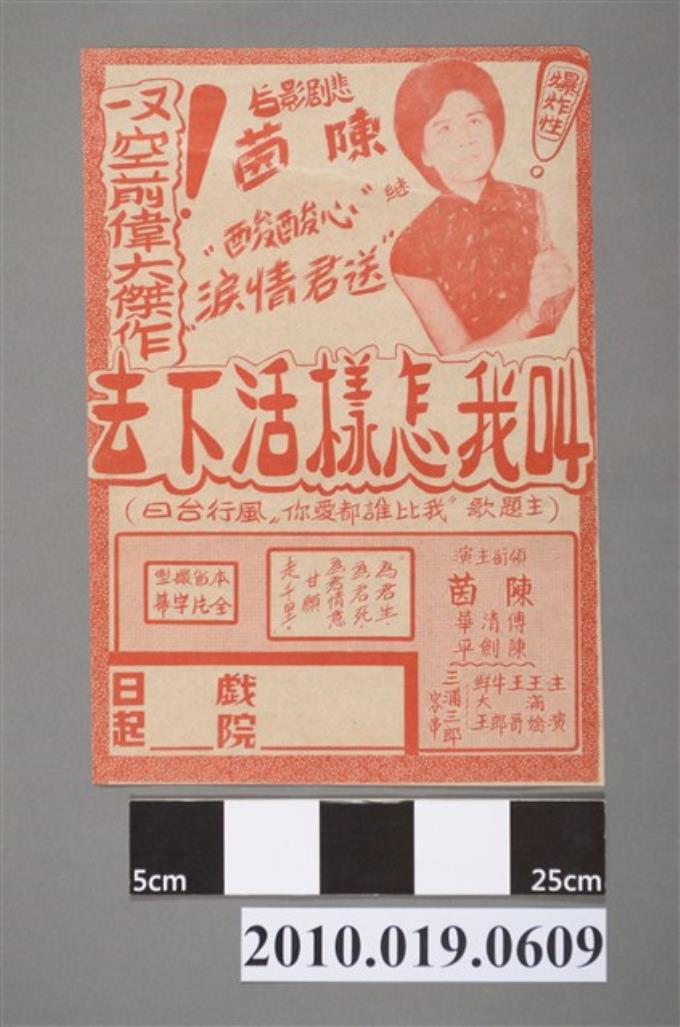 爆炸性！
悲劇影后
陳茵
繼
“心酸酸”
“送君情淚”
又一空前偉大傑作！
叫我怎樣活下去
（主題歌“我比誰都愛你”風行台日）
領銜主演
陳茵
傅清華
陳劍平
主演
王滿嬌
王哥
牛郎
鮮大王
三浦三郎
客串
為君生·
為君死·
為君情意
甘願
走千里·
本省撮型
全片字幕
戲院
日起
5cm
25cm
2010.019.0609